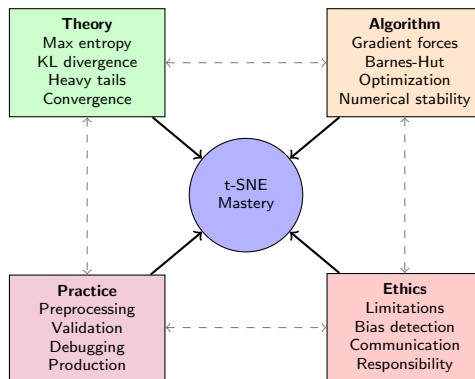 Theory
Max entropy
KL divergence
Heavy tails
Convergence
Algorithm
Gradient forces
Barnes-Hut
Optimization
Numerical stability
t-SNE
Mastery
Practice
Preprocessing
Validation
Debugging
Production
Ethics
Limitations
Bias detection
Communication
Responsibility